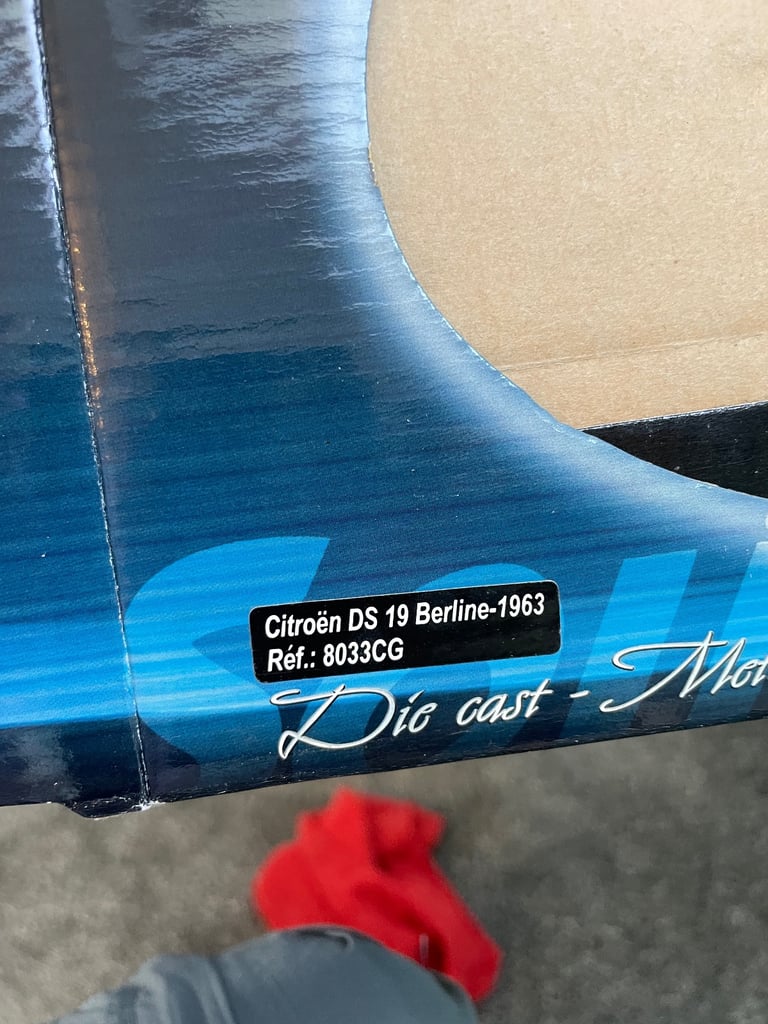 Citroën DS 19 Berline-1963
Réf.: 8033CG
Die cast -